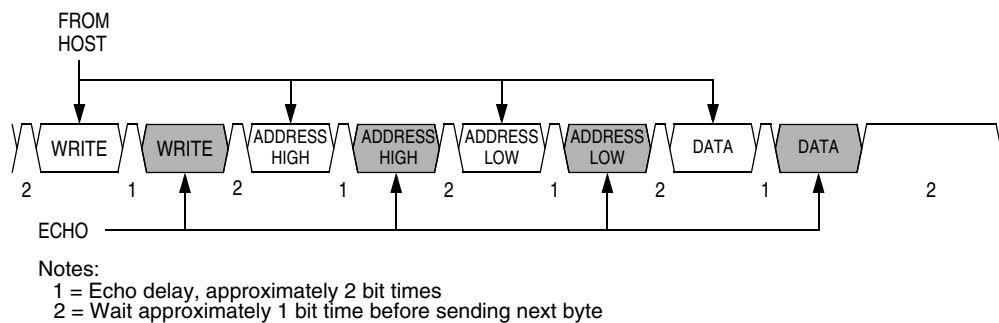 FROM
HOST
WRITE WRITE ADDRESS HIGH ADDRESS HIGH ADDRESS LOW ADDRESS LOW DATA DATA
2 1 2 1 2 1 2 1 2
ECHO
Notes:
1 = Echo delay, approximately 2 bit times
2 = Wait approximately 1 bit time before sending next byte